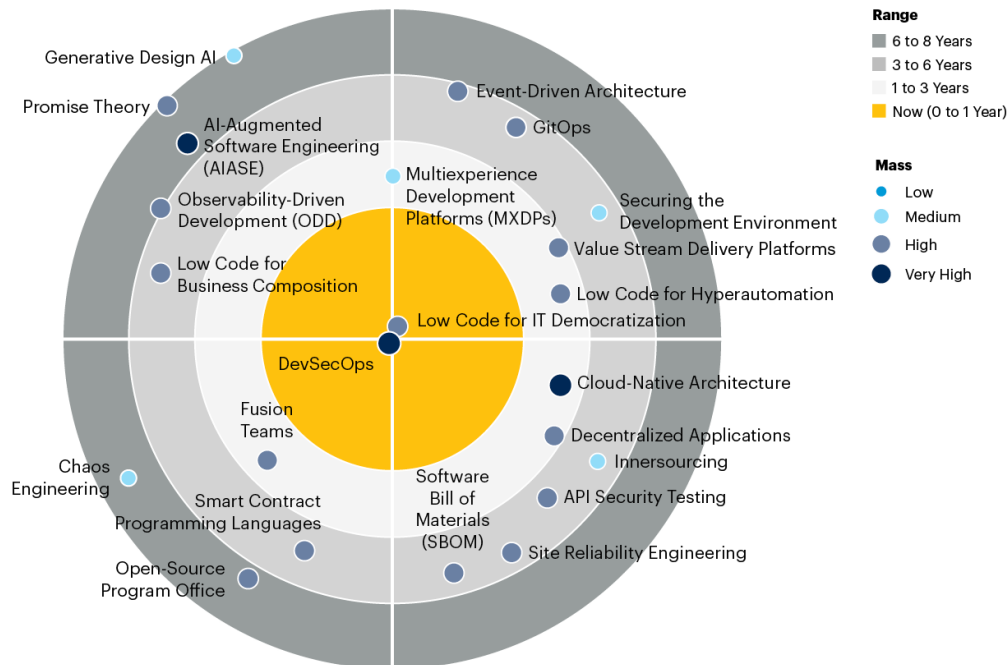 Range
6 to 8 Years
3 to 6 Years
1 to 3 Years
Now (0 to 1 Year)
Mass
Low
Medium
High
Very High
Generative Design AI
Promise Theory
AI-Augmented
Software Engineering
(AIASE)
Observability-Driven
Development (ODD)
Low Code for
Business Composition
Event-Driven Architecture
GitOps
Multiexperience
Development
Platforms (MXDPs)
Securing the
Development Environment
Value Stream Delivery Platforms
Low Code for Hyperautomation
Low Code for IT Democratization
DevSecOps
Fusion
Teams
Chaos
Engineering
Smart Contract
Programming Languages
Open-Source
Program Office
Cloud-Native Architecture
Decentralized Applications
Innersourcing
Software
Bill of
Materials
(SBOM)
API Security Testing
Site Reliability Engineering